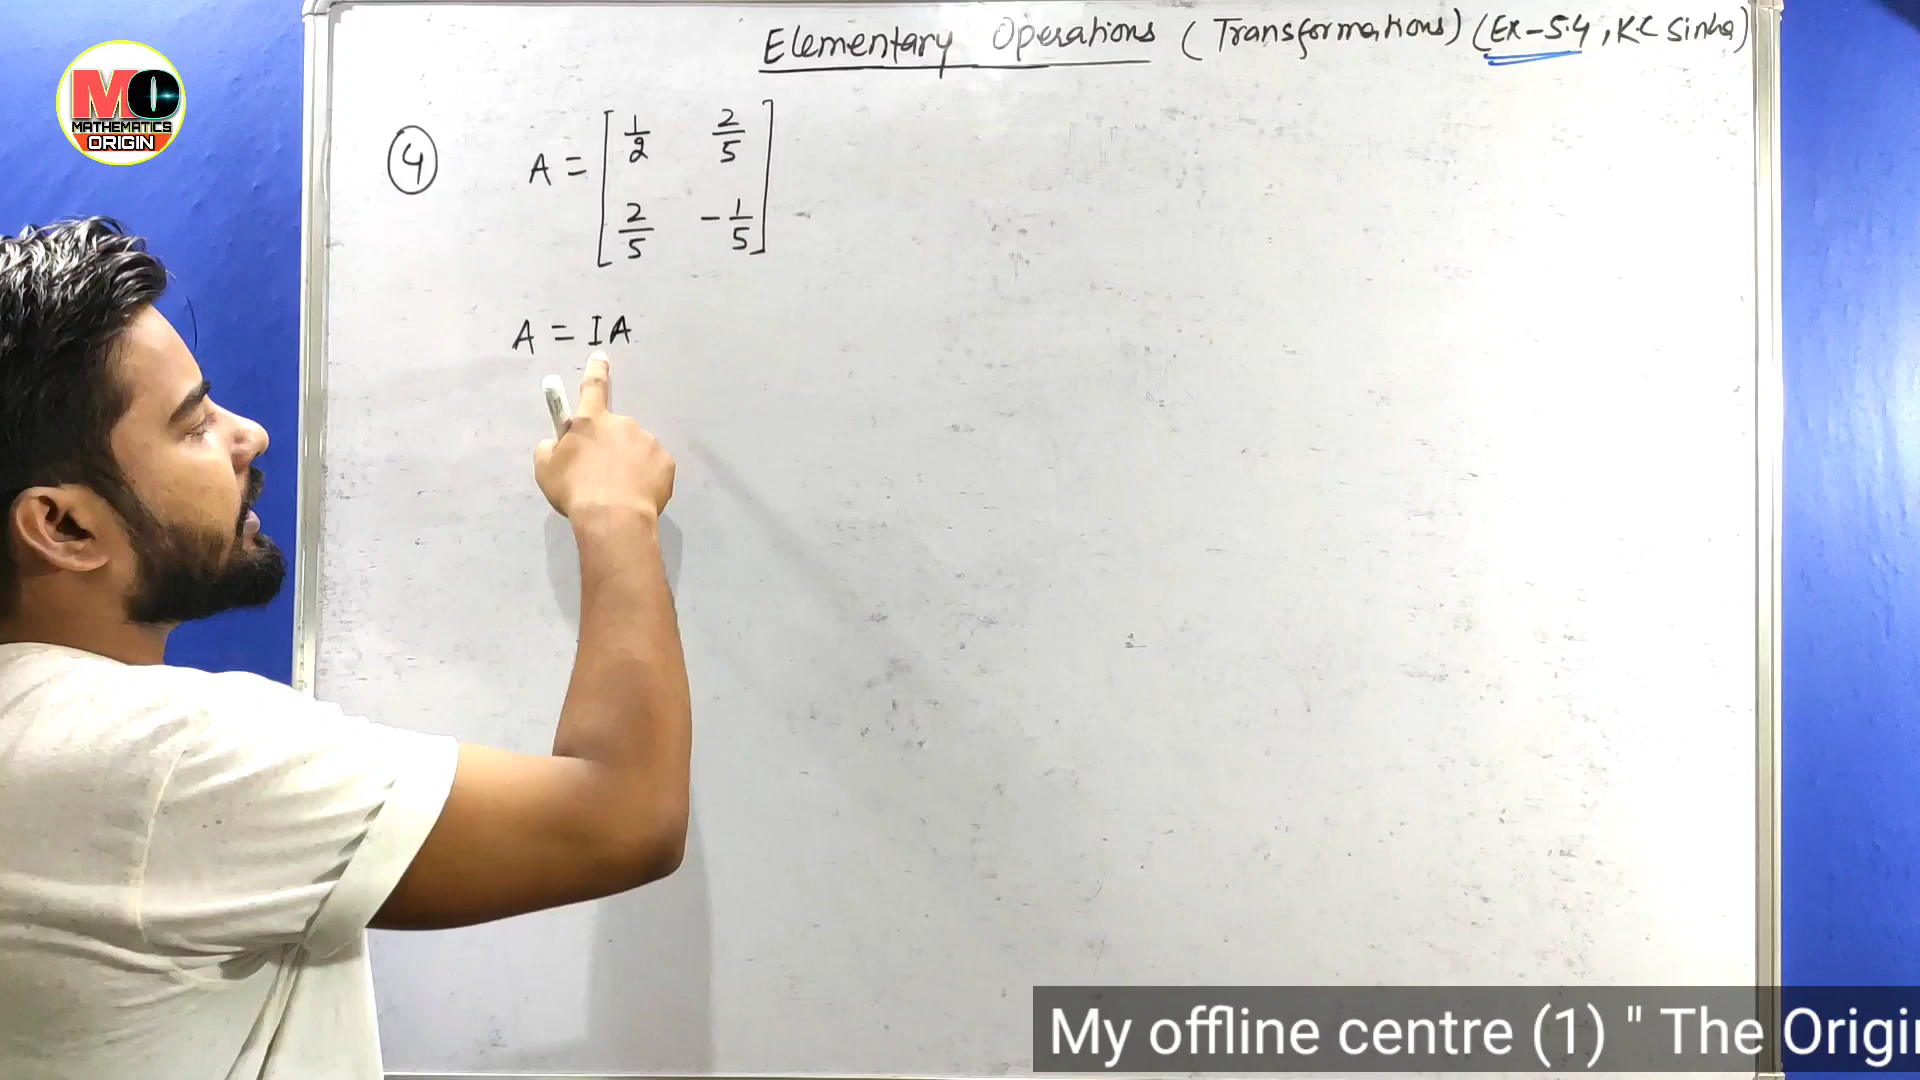 Elementary Operations (Transformations) (Ex-5.4, KC Sinha)
MO
MATHEMATICS
ORIGIN
4
A = [ 1/2 2/5
2/5 -1/5 ]
A = IA
My offline centre (1) " The Origi